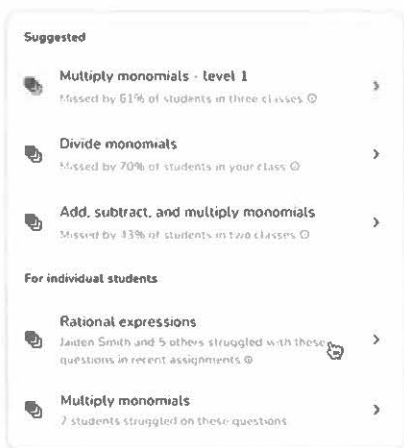 Suggested
Multiply monomials - level 1
Missed by 61% of students in three classes
Divide monomials
Missed by 70% of students in your class
Add, subtract, and multiply monomials
Missed by 43% of students in two classes
For individual students
Rational expressions
Jaiden Smith and 5 others struggled with these
questions in recent assignments
Multiply monomials
7 students struggled on these questions